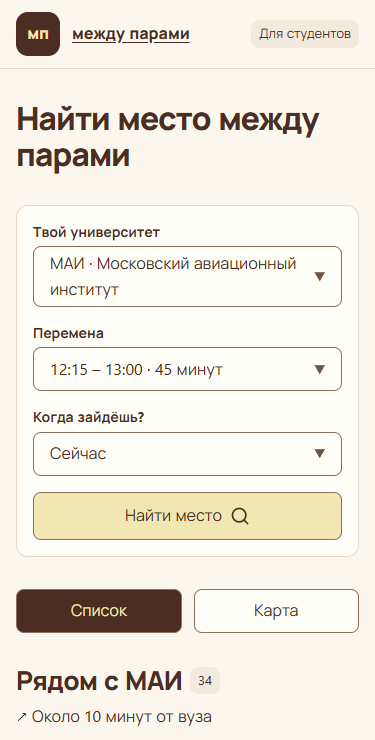 мп
между парами
Для студентов
Найти место между
парами
Твой университет
МАИ · Московский авиационный
институт
Перемена
12:15 – 13:00 · 45 минут
Когда зайдёшь?
Сейчас
Найти место
Список
Карта
Рядом с МАИ 34
↗ Около 10 минут от вуза